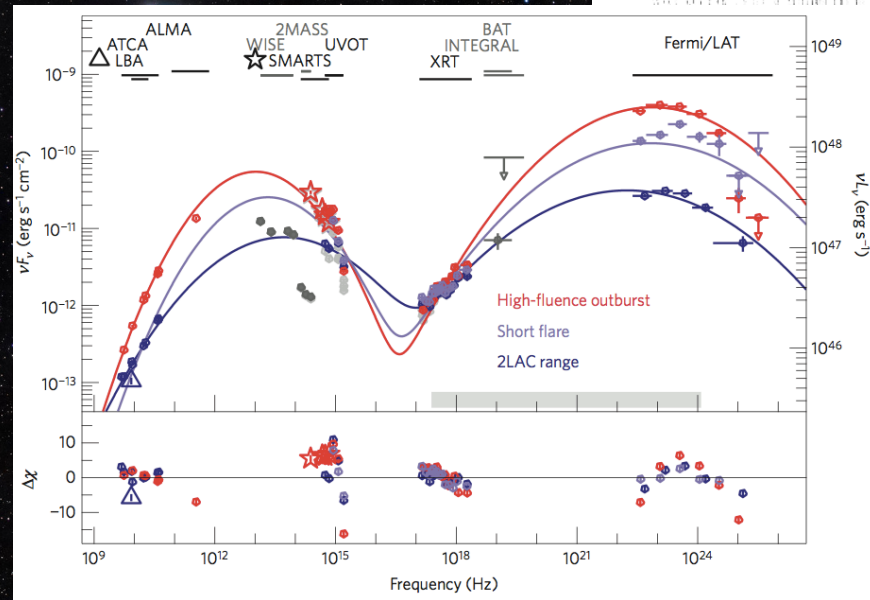 ALMA 2MASS BAT
ATCA WISE UVOT INTEGRAL Fermi/LAT
LBA SMARTS XRT
10⁻⁹
10⁻¹⁰
10⁻¹¹
10⁻¹²
10⁻¹³
νFᵥ (erg s⁻¹ cm⁻²)
10⁴⁹
10⁴⁸
10⁴⁷
10⁴⁶
νLᵥ (erg s⁻¹)
High-fluence outburst
Short flare
2LAC range
10
0
−10
Δχ
10⁹ 10¹² 10¹⁵ 10¹⁸ 10²¹ 10²⁴
Frequency (Hz)